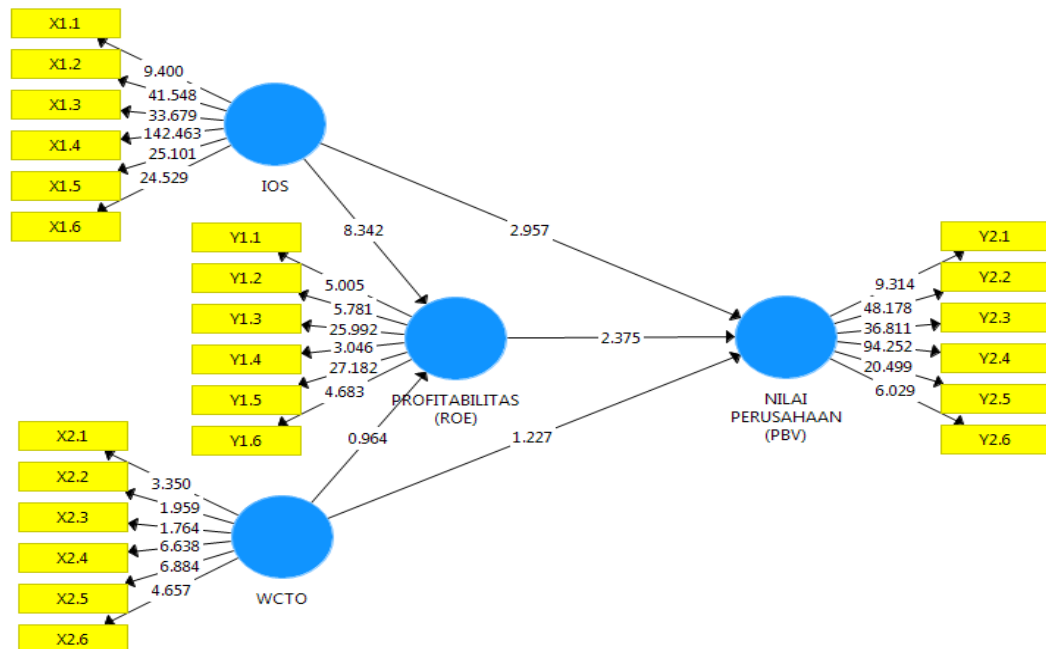 X1.1
X1.2
X1.3
X1.4
X1.5
X1.6
9.400
41.548
33.679
142.463
25.101
24.529
IOS
8.342
2.957
Y1.1
Y1.2
Y1.3
Y1.4
Y1.5
Y1.6
5.005
5.781
25.992
3.046
27.182
4.683
PROFITABILITAS
(ROE)
2.375
0.964
1.227
NILAI
PERUSAHAAN
(PBV)
9.314
48.178
36.811
94.252
20.499
6.029
Y2.1
Y2.2
Y2.3
Y2.4
Y2.5
Y2.6
X2.1
X2.2
X2.3
X2.4
X2.5
X2.6
3.350
1.959
1.764
6.638
6.884
4.657
WCTO